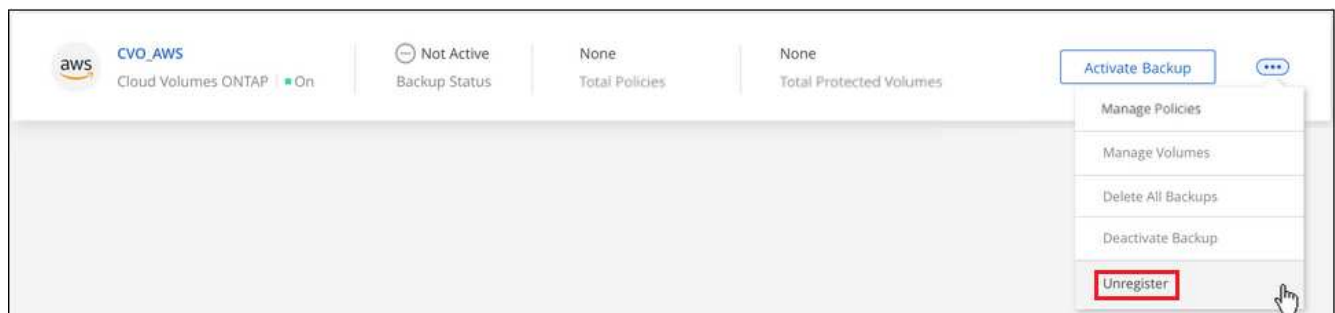 aws
CVO_AWS
Cloud Volumes ONTAP On
Not Active
Backup Status
None
Total Policies
None
Total Protected Volumes
Activate Backup
Manage Policies
Manage Volumes
Delete All Backups
Deactivate Backup
Unregister